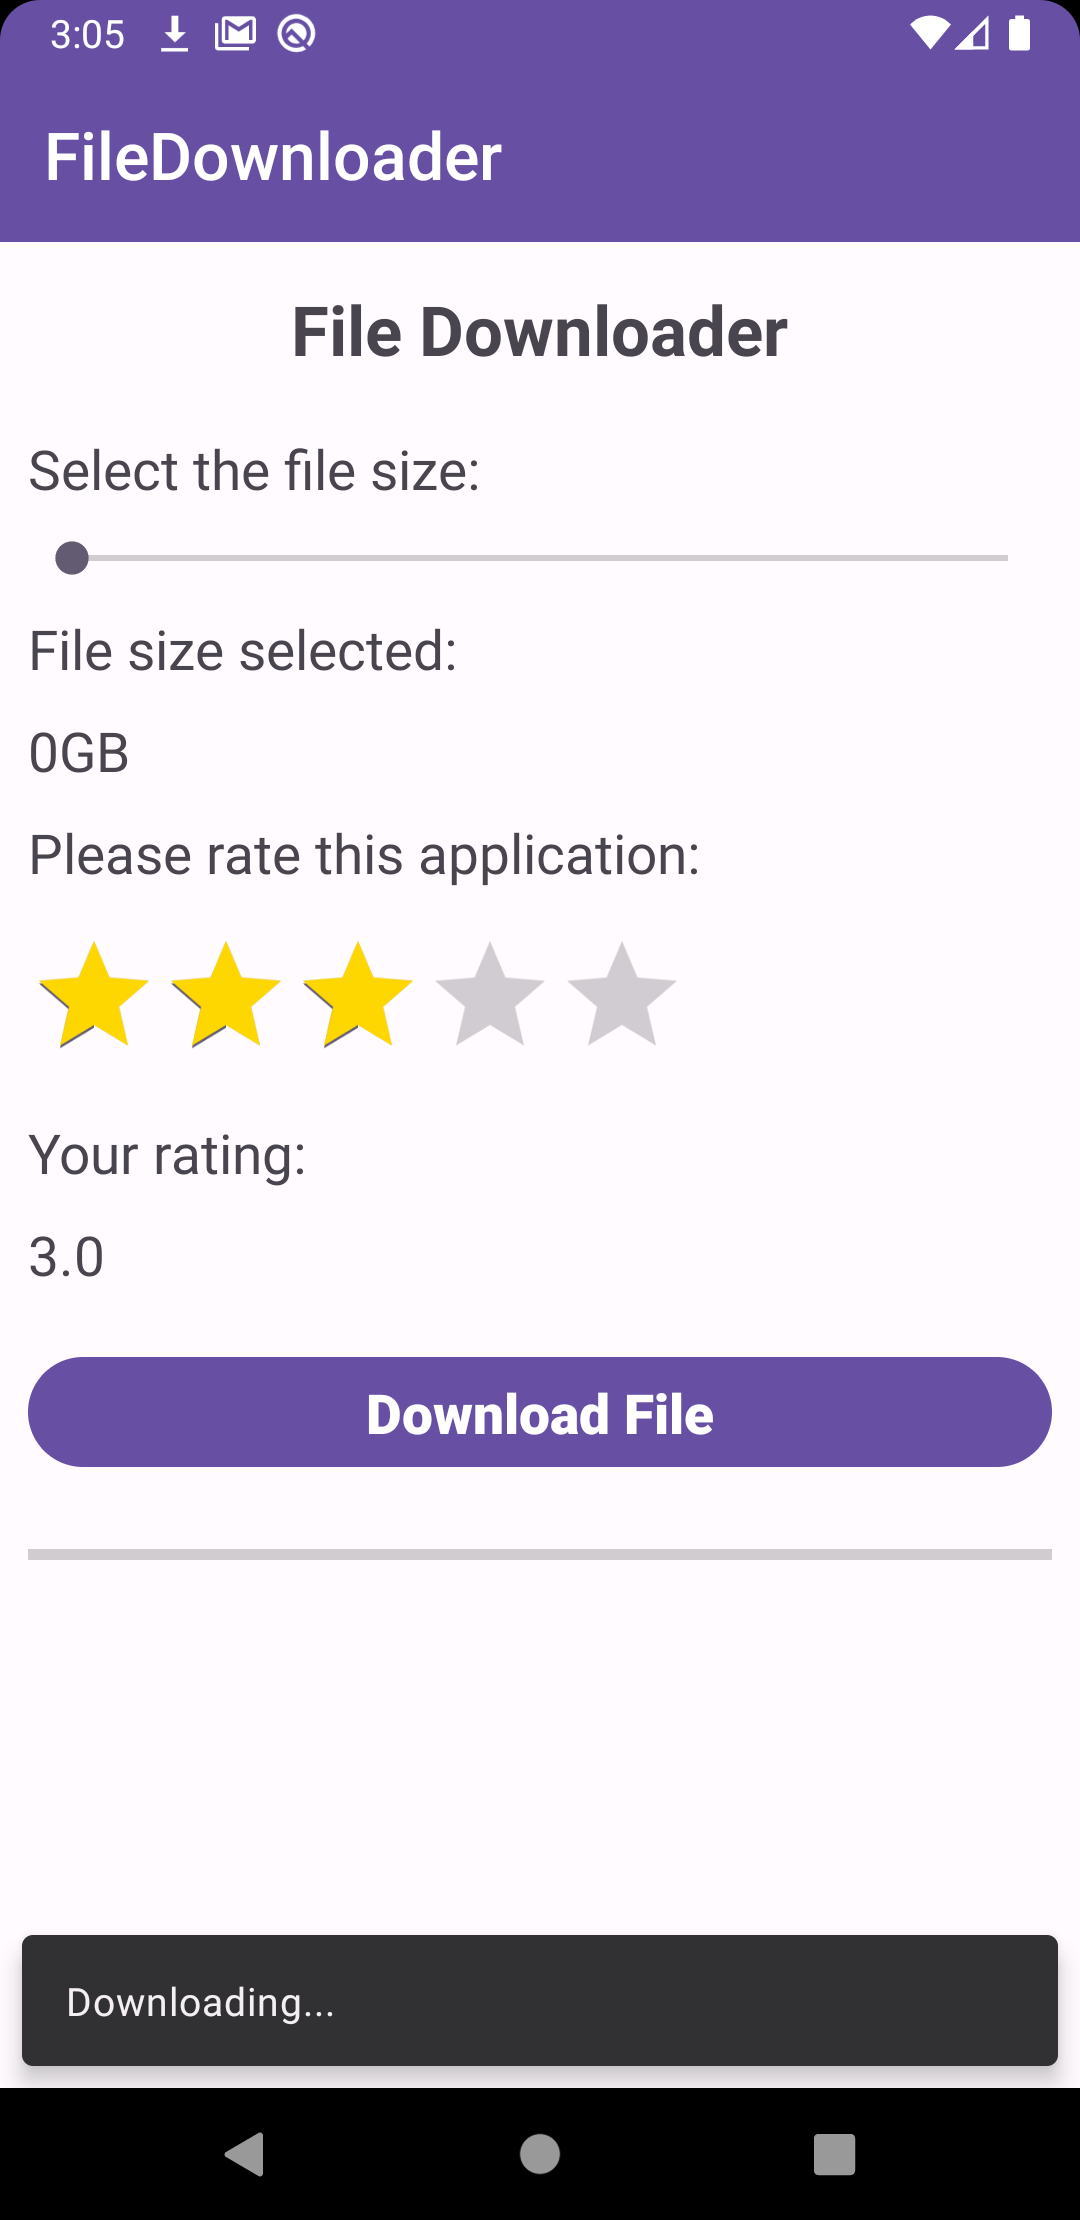 3:05
FileDownloader
File Downloader
Select the file size:
File size selected:
0GB
Please rate this application:
Your rating:
3.0
Download File
Downloading...